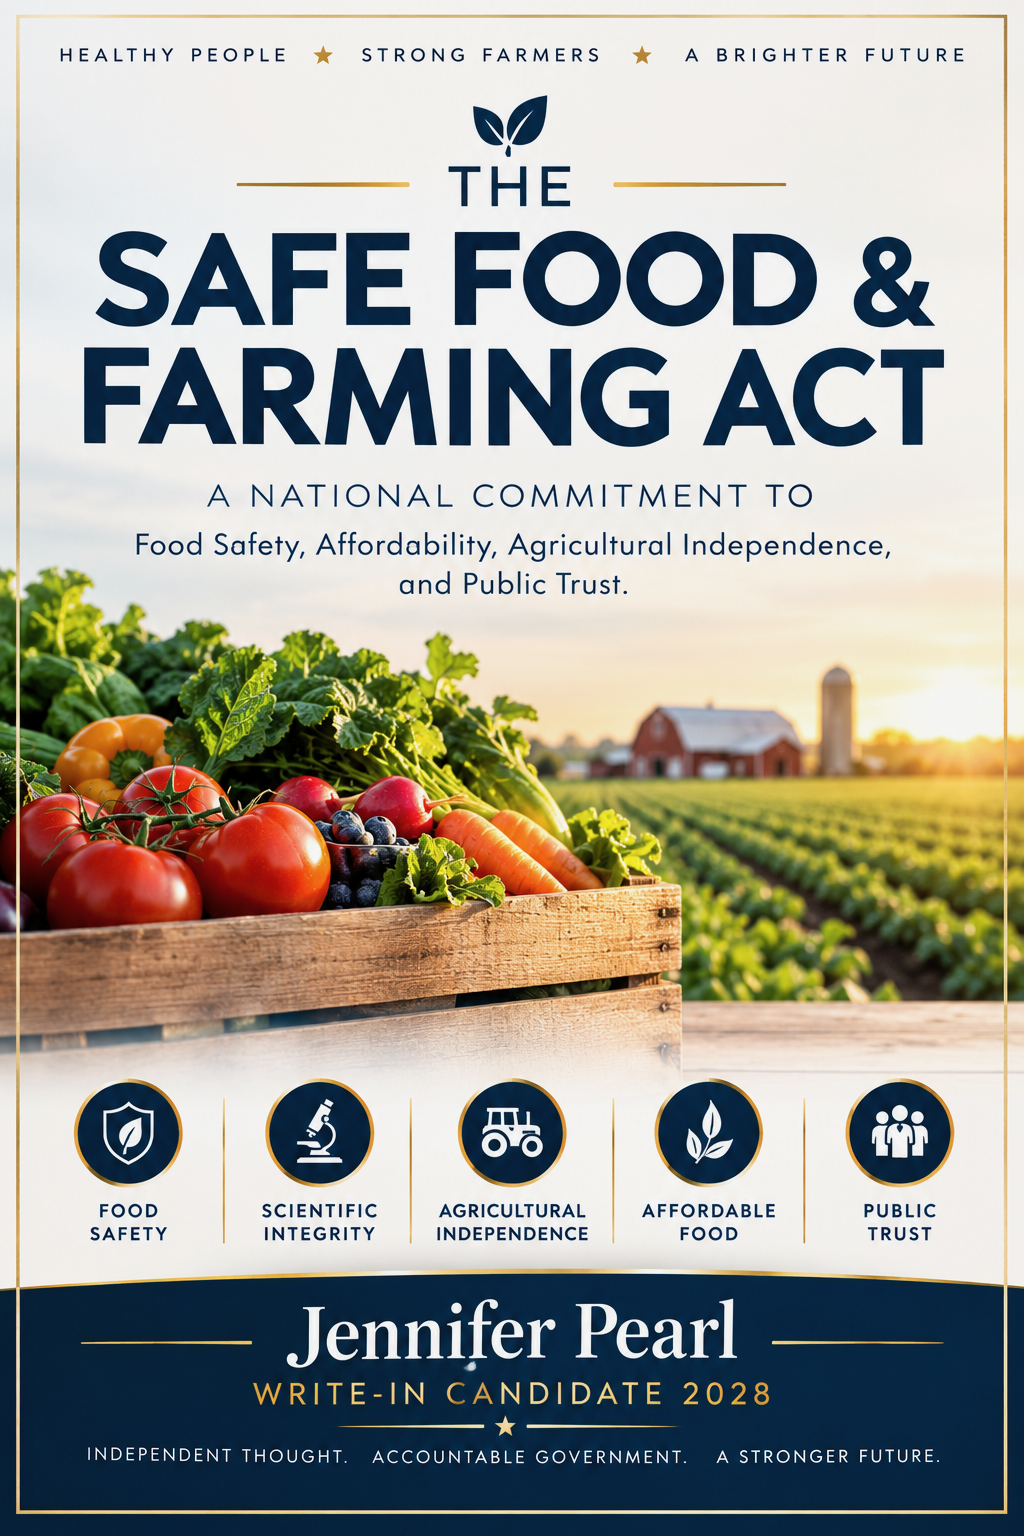 HEALTHY PEOPLE ★ STRONG FARMERS ★ A BRIGHTER FUTURE
THE
SAFE FOOD &
FARMING ACT
A NATIONAL COMMITMENT TO
Food Safety, Affordability, Agricultural Independence,
and Public Trust.
FOOD
SAFETY
SCIENTIFIC
INTEGRITY
AGRICULTURAL
INDEPENDENCE
AFFORDABLE
FOOD
PUBLIC
TRUST
Jennifer Pearl
WRITE-IN CANDIDATE 2028
INDEPENDENT THOUGHT. ACCOUNTABLE GOVERNMENT. A STRONGER FUTURE.